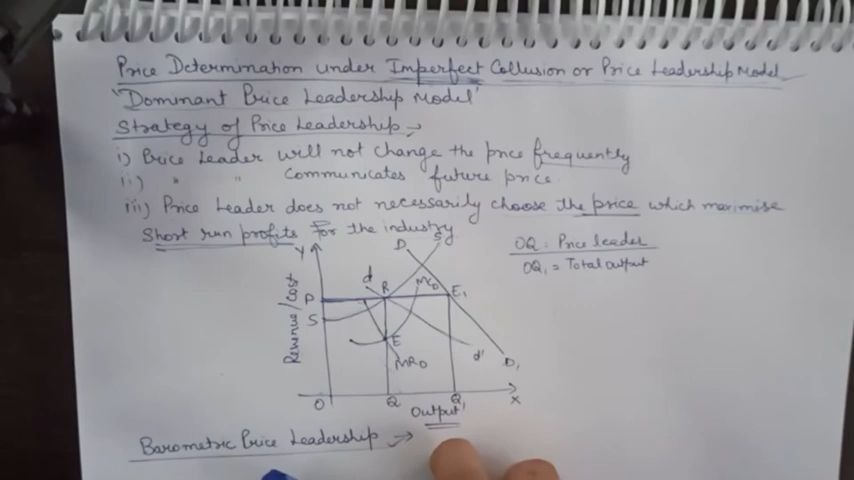 Price Determination under Imperfect Collusion or Price Leadership Model
'Dominant Price Leadership Model'
Strategy of Price Leadership
i) Price Leader will not change the price frequently
ii) " " communicates future price
iii) Price Leader does not necessarily choose the price which maximise
Short run profits for the industry
OQ = Price leader
OQ1 = Total output
Y D S
d MCD
P R E1
S
Revenue/cost
E
MRD d' D1
O Q Q1 X
Output
Barometric Price Leadership →